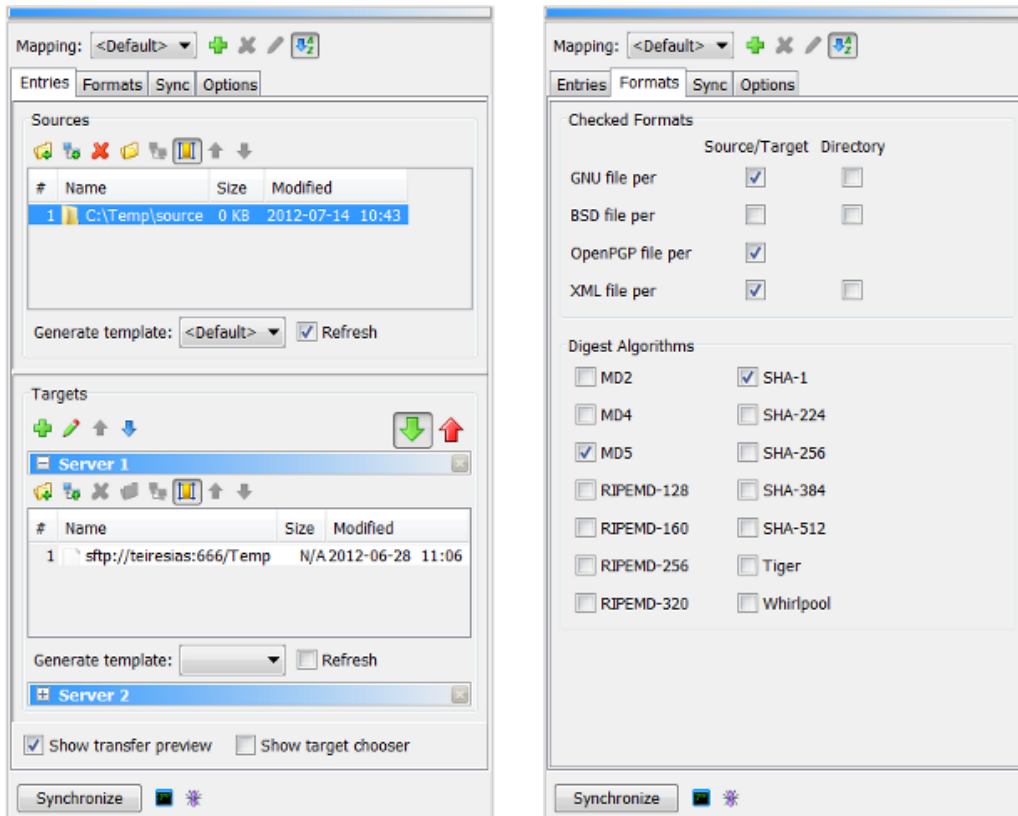 Mapping: <Default>
Entries Formats Sync Options
Sources
# Name Size Modified
1 C:\Temp\source 0 KB 2012-07-14 10:43
Generate template: <Default> Refresh
Targets
Server 1
# Name Size Modified
1 sftp://teiresias:666/Temp N/A 2012-06-28 11:06
Generate template: Refresh
Server 2
Show transfer preview Show target chooser
Synchronize
Mapping: <Default>
Entries Formats Sync Options
Checked Formats
Source/Target Directory
GNU file per
BSD file per
OpenPGP file per
XML file per
Digest Algorithms
MD2 SHA-1
MD4 SHA-224
MD5 SHA-256
RIPEMD-128 SHA-384
RIPEMD-160 SHA-512
RIPEMD-256 Tiger
RIPEMD-320 Whirlpool
Synchronize